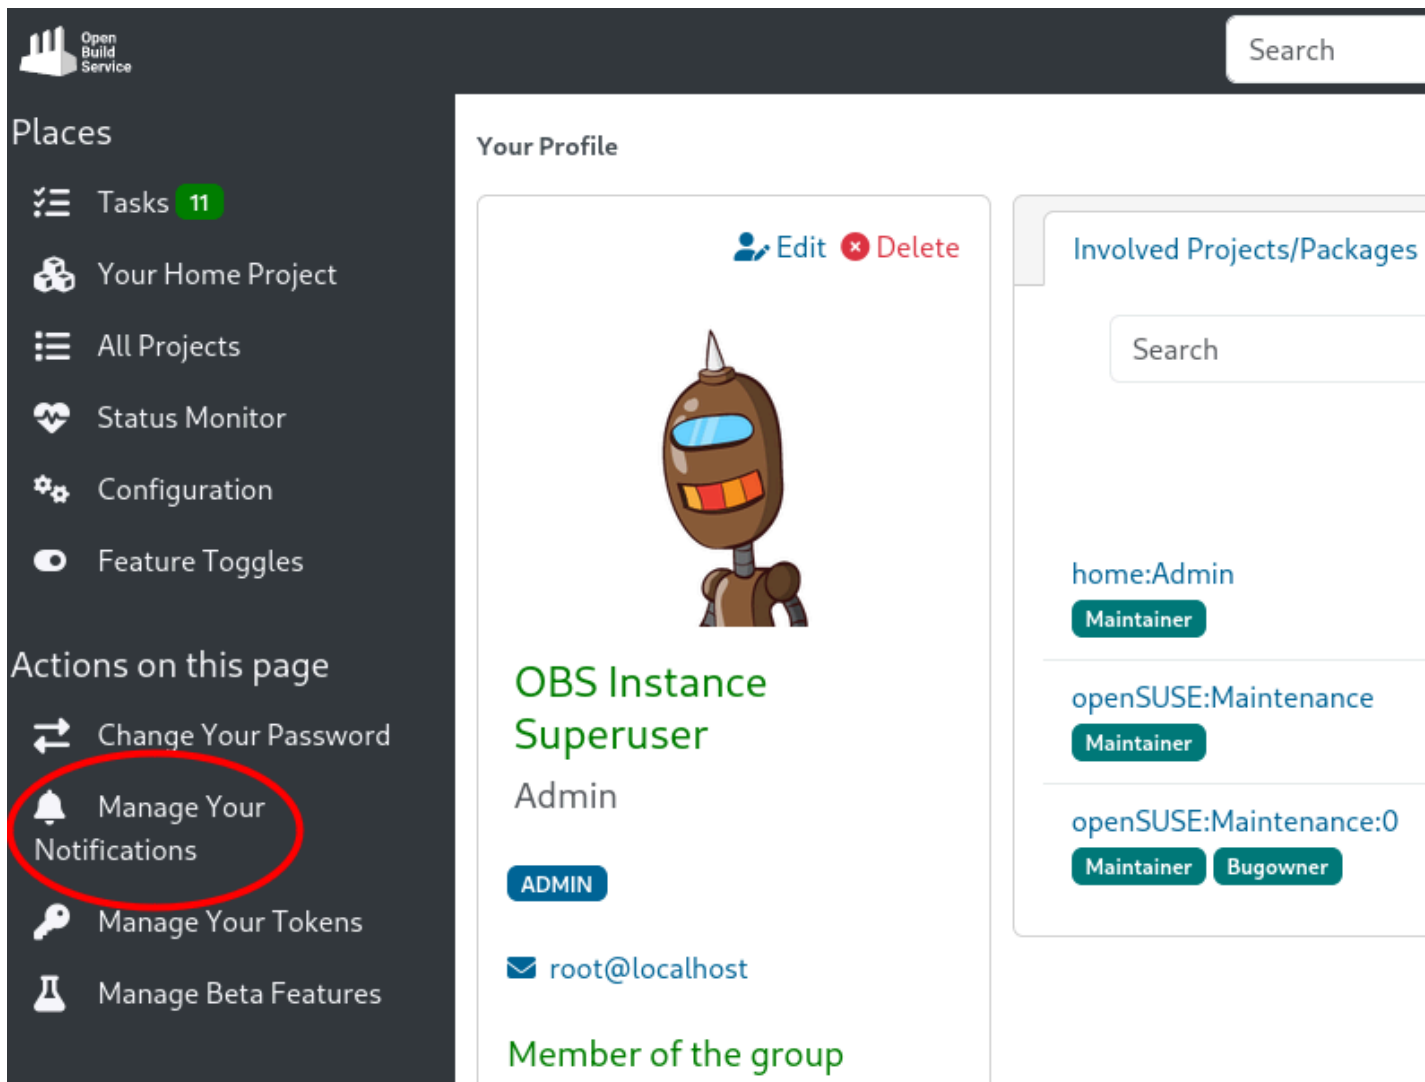 Open
Build
Service
Search
Places
Tasks 11
Your Home Project
All Projects
Status Monitor
Configuration
Feature Toggles
Actions on this page
Change Your Password
Manage Your
Notifications
Manage Your Tokens
Manage Beta Features
Your Profile
Edit Delete
OBS Instance
Superuser
Admin
ADMIN
root@localhost
Member of the group
Involved Projects/Packages
Search
home:Admin
Maintainer
openSUSE:Maintenance
Maintainer
openSUSE:Maintenance:0
Maintainer Bugowner